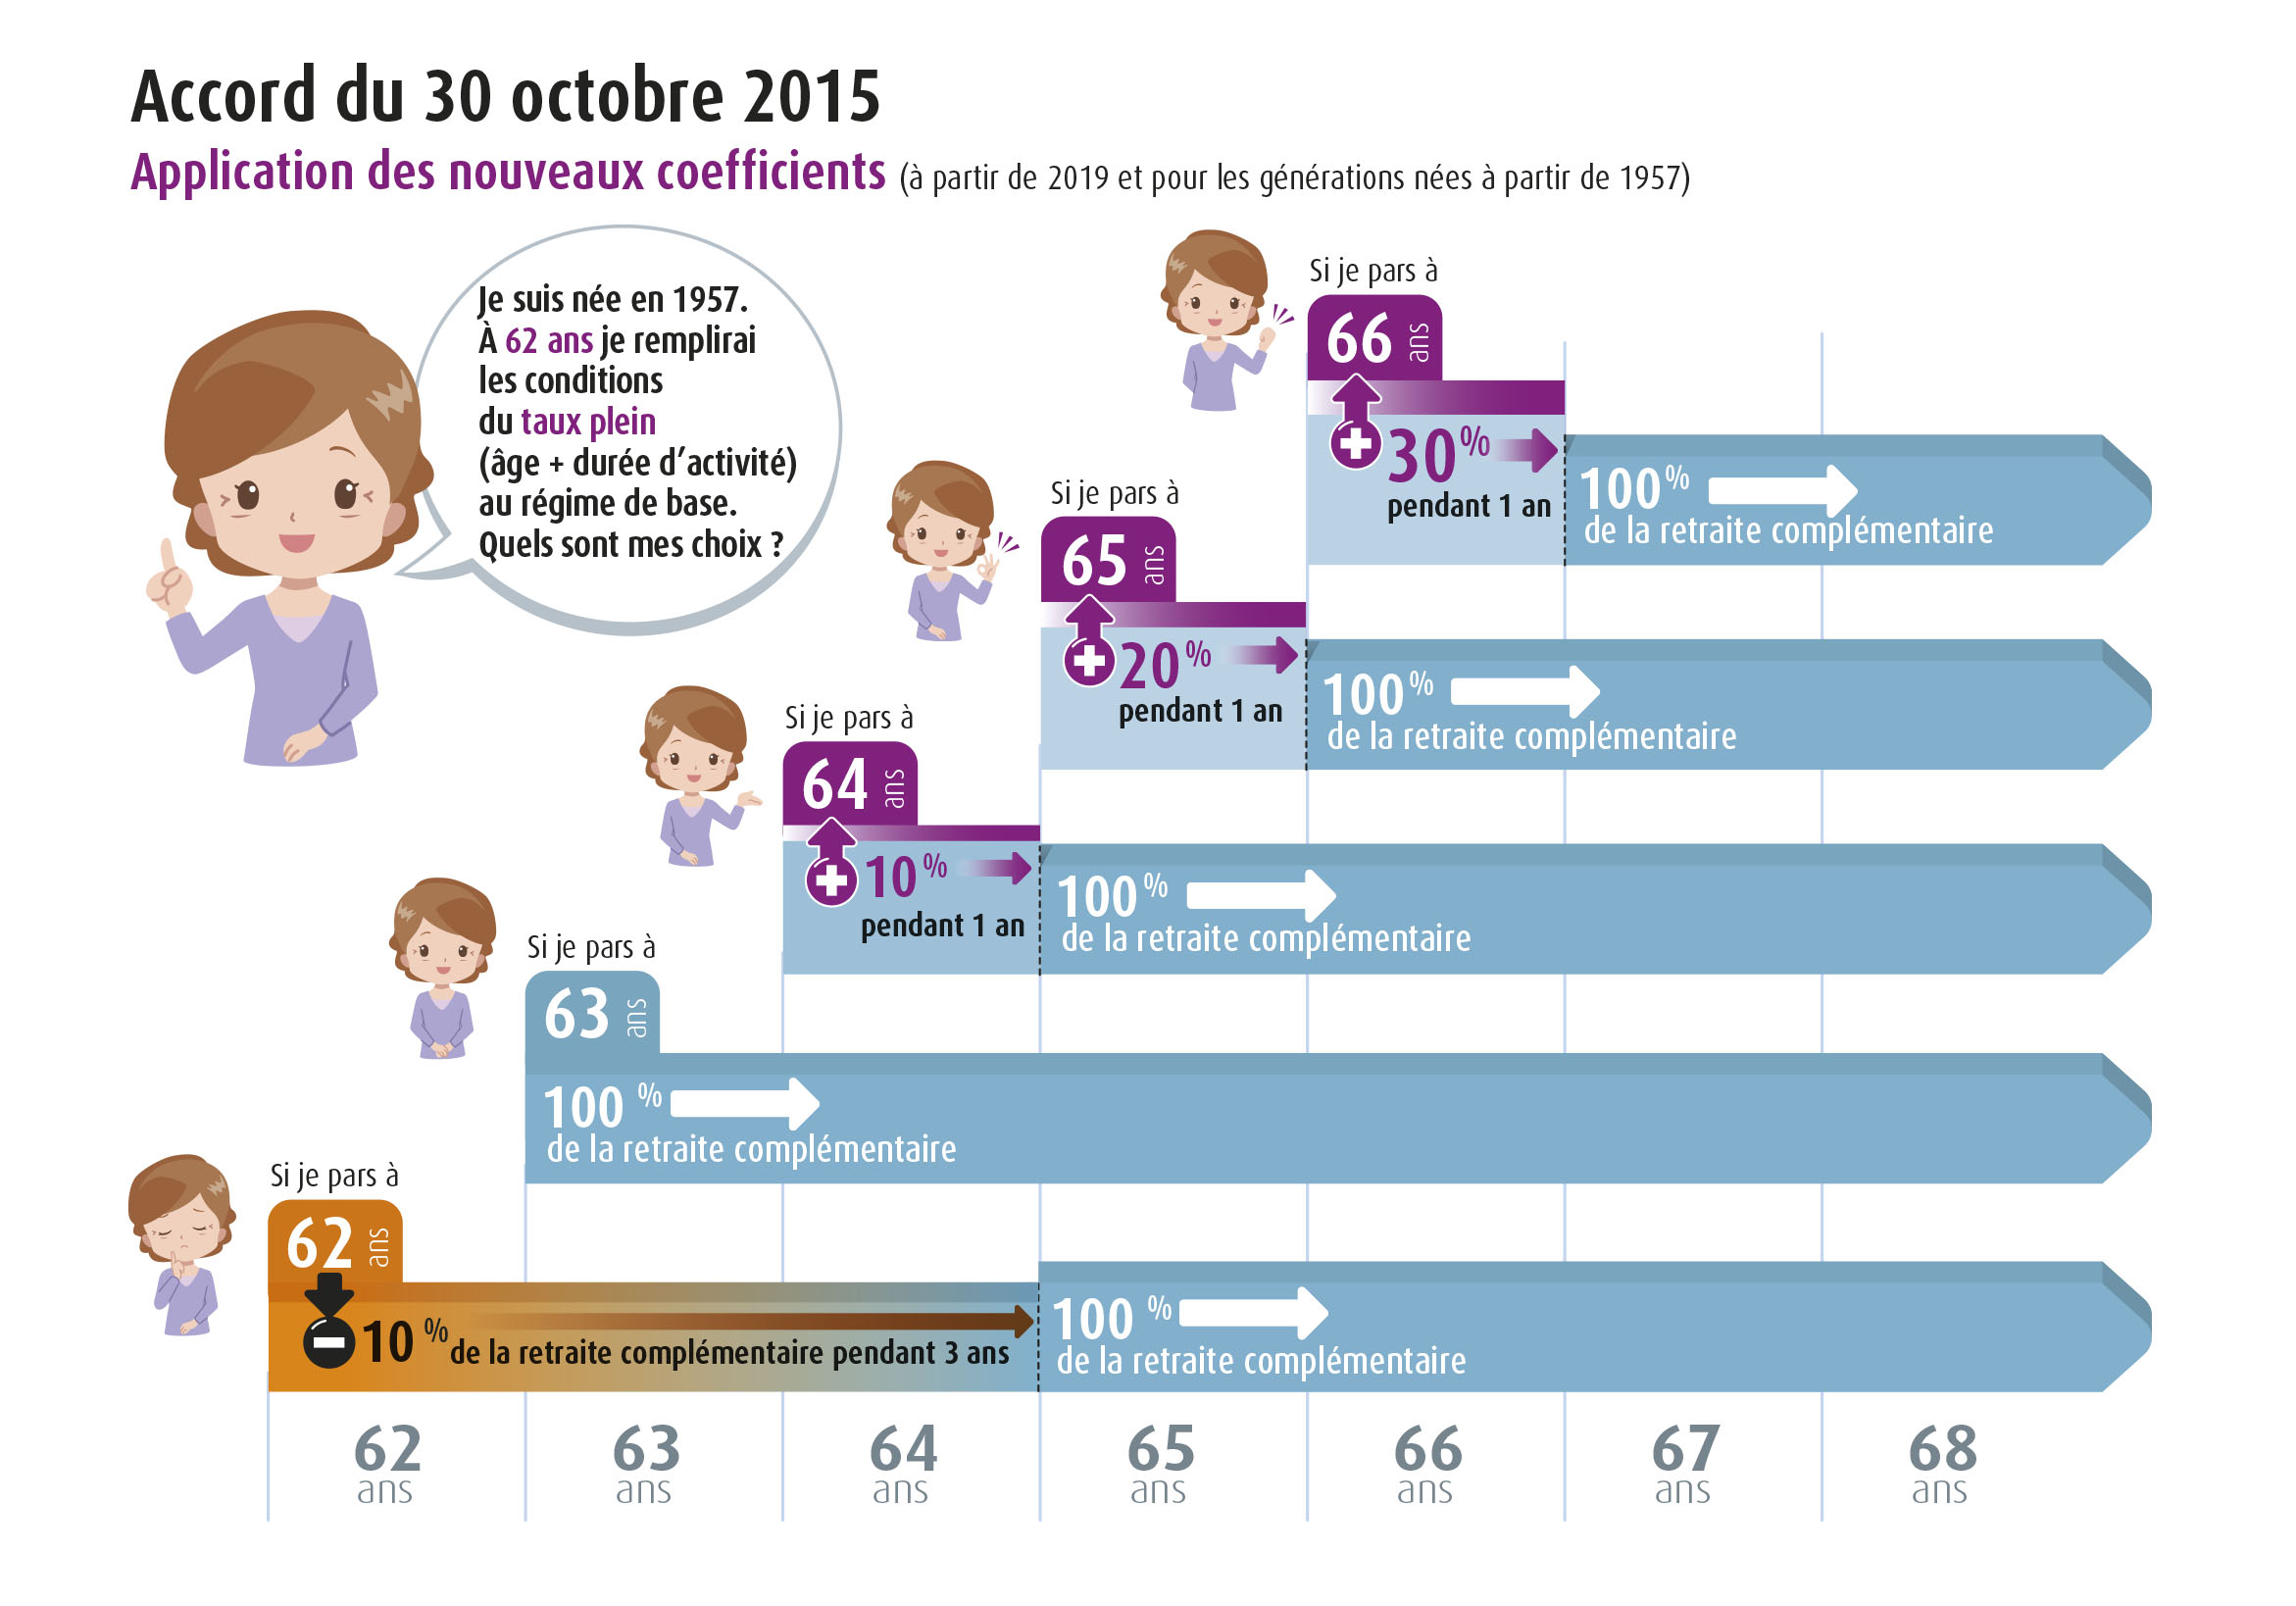 Accord du 30 octobre 2015
Application des nouveaux coefficients (à partir de 2019 et pour les générations nées à partir de 1957)
Je suis née en 1957.
À 62 ans je remplirai
les conditions
du taux plein
(âge + durée d'activité)
au régime de base.
Quels sont mes choix ?
Si je pars à
66 ans
+ 30 %
pendant 1 an
100 %
de la retraite complémentaire
Si je pars à
65 ans
+ 20 %
pendant 1 an
100 %
de la retraite complémentaire
Si je pars à
64 ans
+ 10 %
pendant 1 an
100 %
de la retraite complémentaire
Si je pars à
63 ans
100 %
de la retraite complémentaire
Si je pars à
62 ans
- 10 % de la retraite complémentaire pendant 3 ans
100 %
de la retraite complémentaire
62 63 64 65 66 67 68
ans ans ans ans ans ans ans